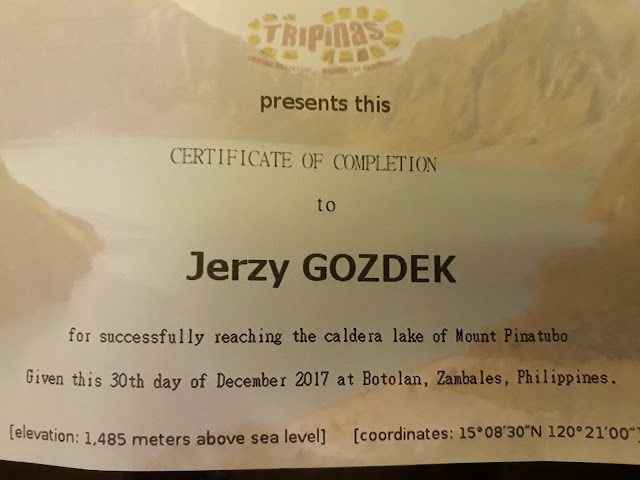 TRIPiNAS
presents this
CERTIFICATE OF COMPLETION
to
Jerzy GOZDEK
for successfully reaching the caldera lake of Mount Pinatubo
Given this 30th day of December 2017 at Botolan, Zambales, Philippines.
[elevation: 1,485 meters above sea level] [coordinates: 15°08'30"N 120°21'00"]